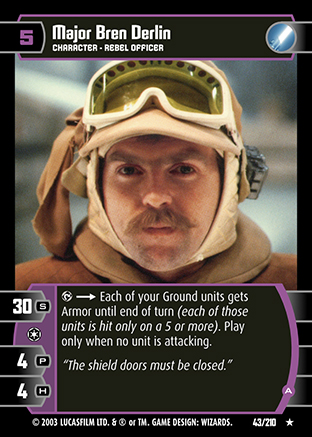 5 Major Bren Derlin
CHARACTER • REBEL OFFICER
Each of your Ground units gets
30 S Armor until end of turn (each of those
units is hit only on a 5 or more). Play
only when no unit is attacking.
4 P
"The shield doors must be closed."
4 H
A
© 2003 LUCASFILM LTD. & ® or TM. GAME DESIGN: WIZARDS. 43/210